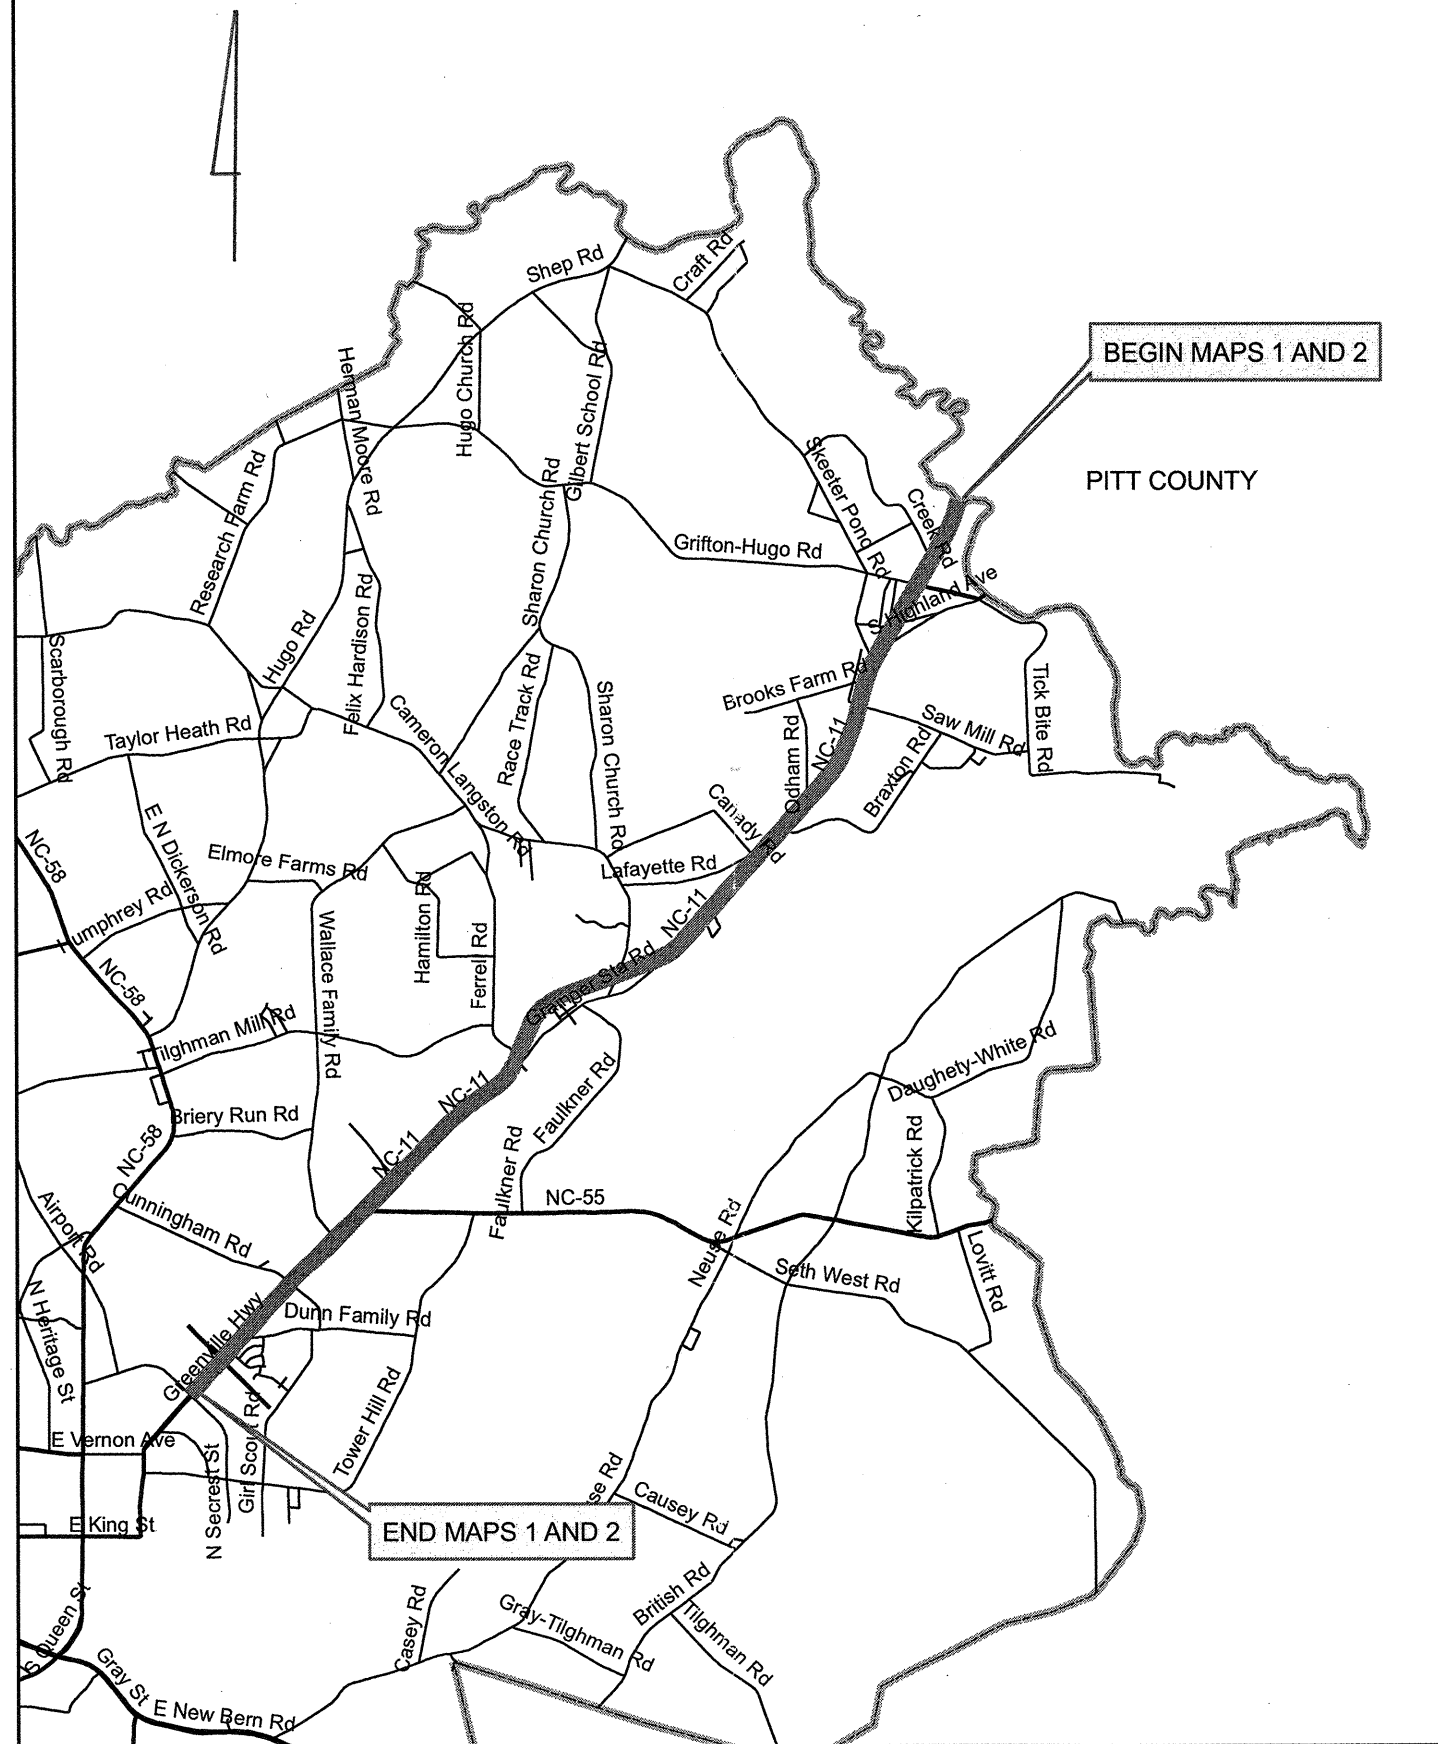 Craft Rd
Shep Rd
BEGIN MAPS 1 AND 2
Hugo Church Rd
Herman Moore Rd
Gilbert School Rd
PITT COUNTY
Skeeter Pond Rd
Creek Rd
Research Farm Rd
Sharon Church Rd
Grifton-Hugo Rd
S Highland Ave
Felix Hardison Rd
Hugo Rd
Scarborough Rd
Race Track Rd
Brooks Farm Rd
Tick Bite Rd
Sharon Church Rd
Cameron Langston Rd
Taylor Heath Rd
Saw Mill Rd
NC-11
Odham Rd
Braxton Rd
Canady Rd
E N Dickerson Rd
NC-58
Elmore Farms Rd
Lafayette Rd
Hamilton Rd
umphrey Rd
NC-11
Wallace Family Rd
Ferrell Rd
NC-58
Grainger Sta Rd
Tilghman Mill Rd
Daughety-White Rd
NC-11
Faulkner Rd
Briery Run Rd
NC-58
NC-11
Faulkner Rd
Kilpatrick Rd
NC-55
Cunningham Rd
Airport Rd
Neuse Rd
Seth West Rd
Lovitt Rd
N Heritage St
Dunn Family Rd
Greenville Hwy
Tower Hill Rd
Girl Scout Rd
E Vernon Ave
N Secrest St
se Rd
Causey Rd
E King St
END MAPS 1 AND 2
British Rd
Casey Rd
Gray-Tilghman Rd
Tilghman Rd
S Queen St
Gray St
E New Bern Rd